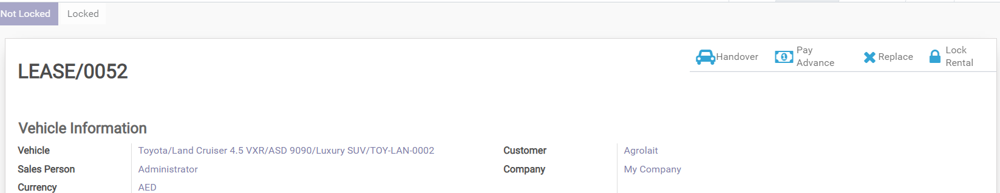 Not Locked Locked
Handover Pay Advance Replace Lock Rental
LEASE/0052
Vehicle Information
Vehicle Toyota/Land Cruiser 4.5 VXR/ASD 9090/Luxury SUV/TOY-LAN-0002 Customer Agrolait
Sales Person Administrator Company My Company
Currency AED